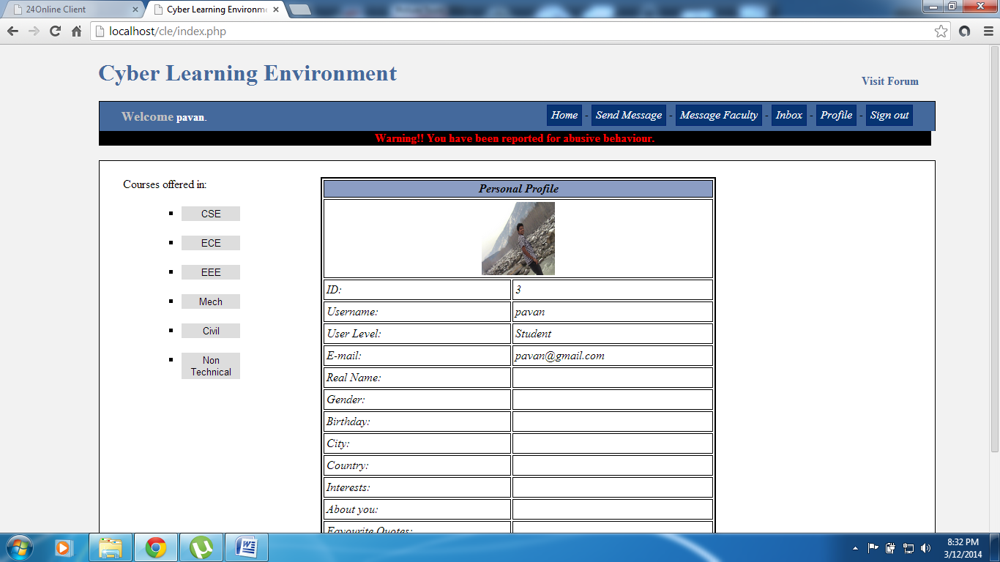 24Online Client
Cyber Learning Environm
localhost/cle/index.php
Cyber Learning Environment
Visit Forum
Welcome pavan.
Home - Send Message - Message Faculty - Inbox - Profile - Sign out
Warning!! You have been reported for abusive behaviour.
Courses offered in:
CSE
ECE
EEE
Mech
Civil
Non
Technical
Personal Profile
ID: 3
Username: pavan
User Level: Student
E-mail: pavan@gmail.com
Real Name:
Gender:
Birthday:
City:
Country:
Interests:
About you:
Favourite Quotes:
8:32 PM
3/12/2014